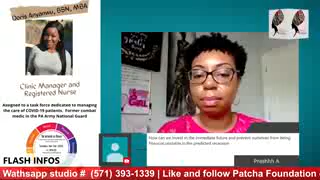 Doris Anyanwu, BSN, MBA
Clinic Manager and
Registered Nurse
Assigned to a task force dedicated to managing
the care of COVID-19 patients. Former combat
medic in the PA Army National Guard
How can we invest in the immediate future and prevent ourselves from being
financial unstable in the predicted recession
Prophhh A
FLASH INFOS
Wathsapp studio # (571) 393-1339 | Like and follow Patcha Foundation